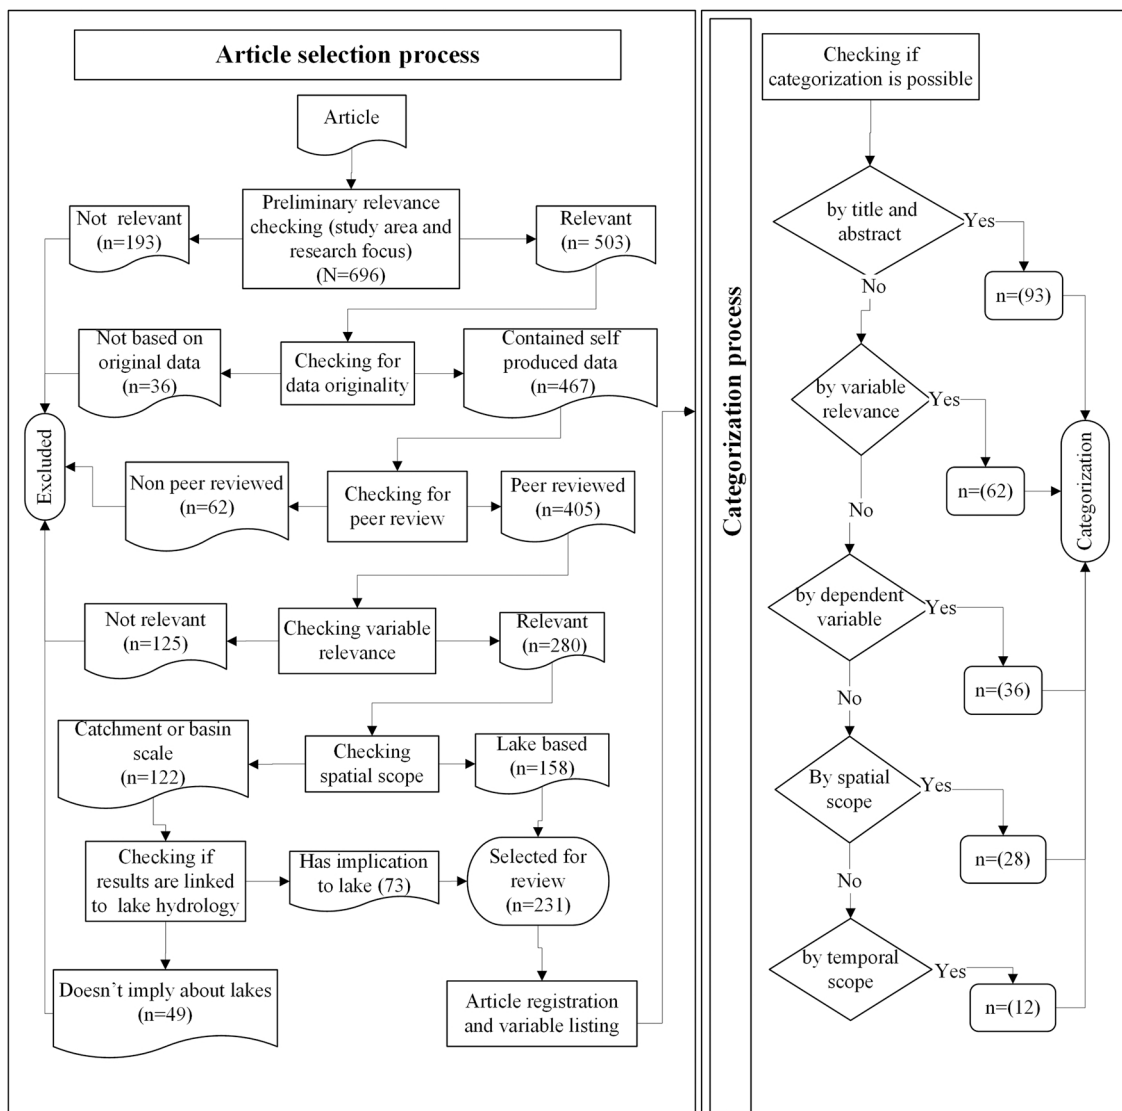 Article selection process
Article
Preliminary relevance
checking (study area and
research focus)
(N=696)
Not  relevant
(n=193)
Relevant
(n= 503)
Not based on
original data
(n=36)
Checking for
data originality
Contained self
produced data
(n=467)
Excluded
Non peer reviewed
(n=62)
Checking for
peer review
Peer reviewed
(n=405)
Not relevant
(n=125)
Checking variable
relevance
Relevant
(n=280)
Catchment or basin
scale
(n=122)
Checking
spatial scope
Lake based
(n=158)
Checking if
results are linked
to  lake hydrology
Has implication
to lake (73)
Selected for
review
(n=231)
Doesn’t imply about lakes
(n=49)
Article registration
and variable listing
Categorization process
Checking if
categorization is possible
by title and
abstract
Yes
n=(93)
No
by variable
relevance
Yes
n=(62)
Categorization
No
by dependent
variable
Yes
n=(36)
No
By spatial
scope
Yes
n=(28)
No
by temporal
scope
Yes
n=(12)